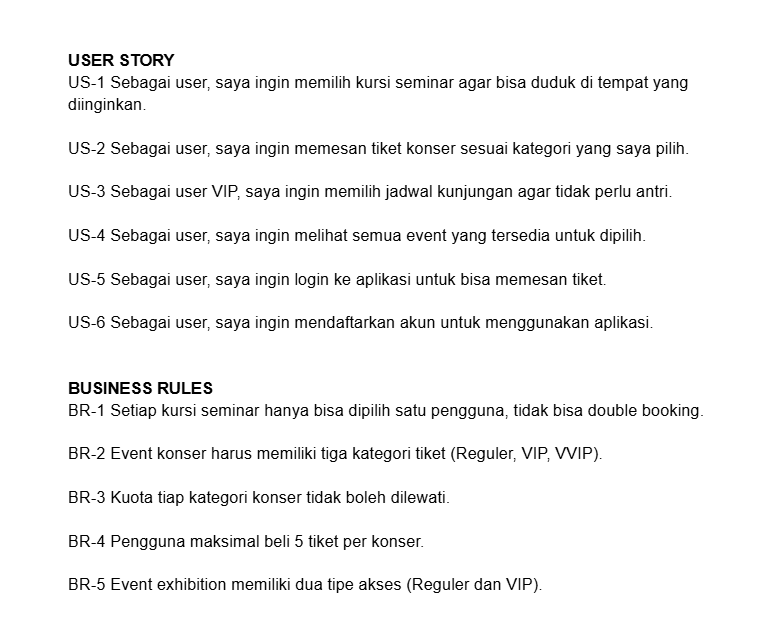 USER STORY
US-1 Sebagai user, saya ingin memilih kursi seminar agar bisa duduk di tempat yang
diinginkan.
US-2 Sebagai user, saya ingin memesan tiket konser sesuai kategori yang saya pilih.
US-3 Sebagai user VIP, saya ingin memilih jadwal kunjungan agar tidak perlu antri.
US-4 Sebagai user, saya ingin melihat semua event yang tersedia untuk dipilih.
US-5 Sebagai user, saya ingin login ke aplikasi untuk bisa memesan tiket.
US-6 Sebagai user, saya ingin mendaftarkan akun untuk menggunakan aplikasi.
BUSINESS RULES
BR-1 Setiap kursi seminar hanya bisa dipilih satu pengguna, tidak bisa double booking.
BR-2 Event konser harus memiliki tiga kategori tiket (Reguler, VIP, VVIP).
BR-3 Kuota tiap kategori konser tidak boleh dilewati.
BR-4 Pengguna maksimal beli 5 tiket per konser.
BR-5 Event exhibition memiliki dua tipe akses (Reguler dan VIP).